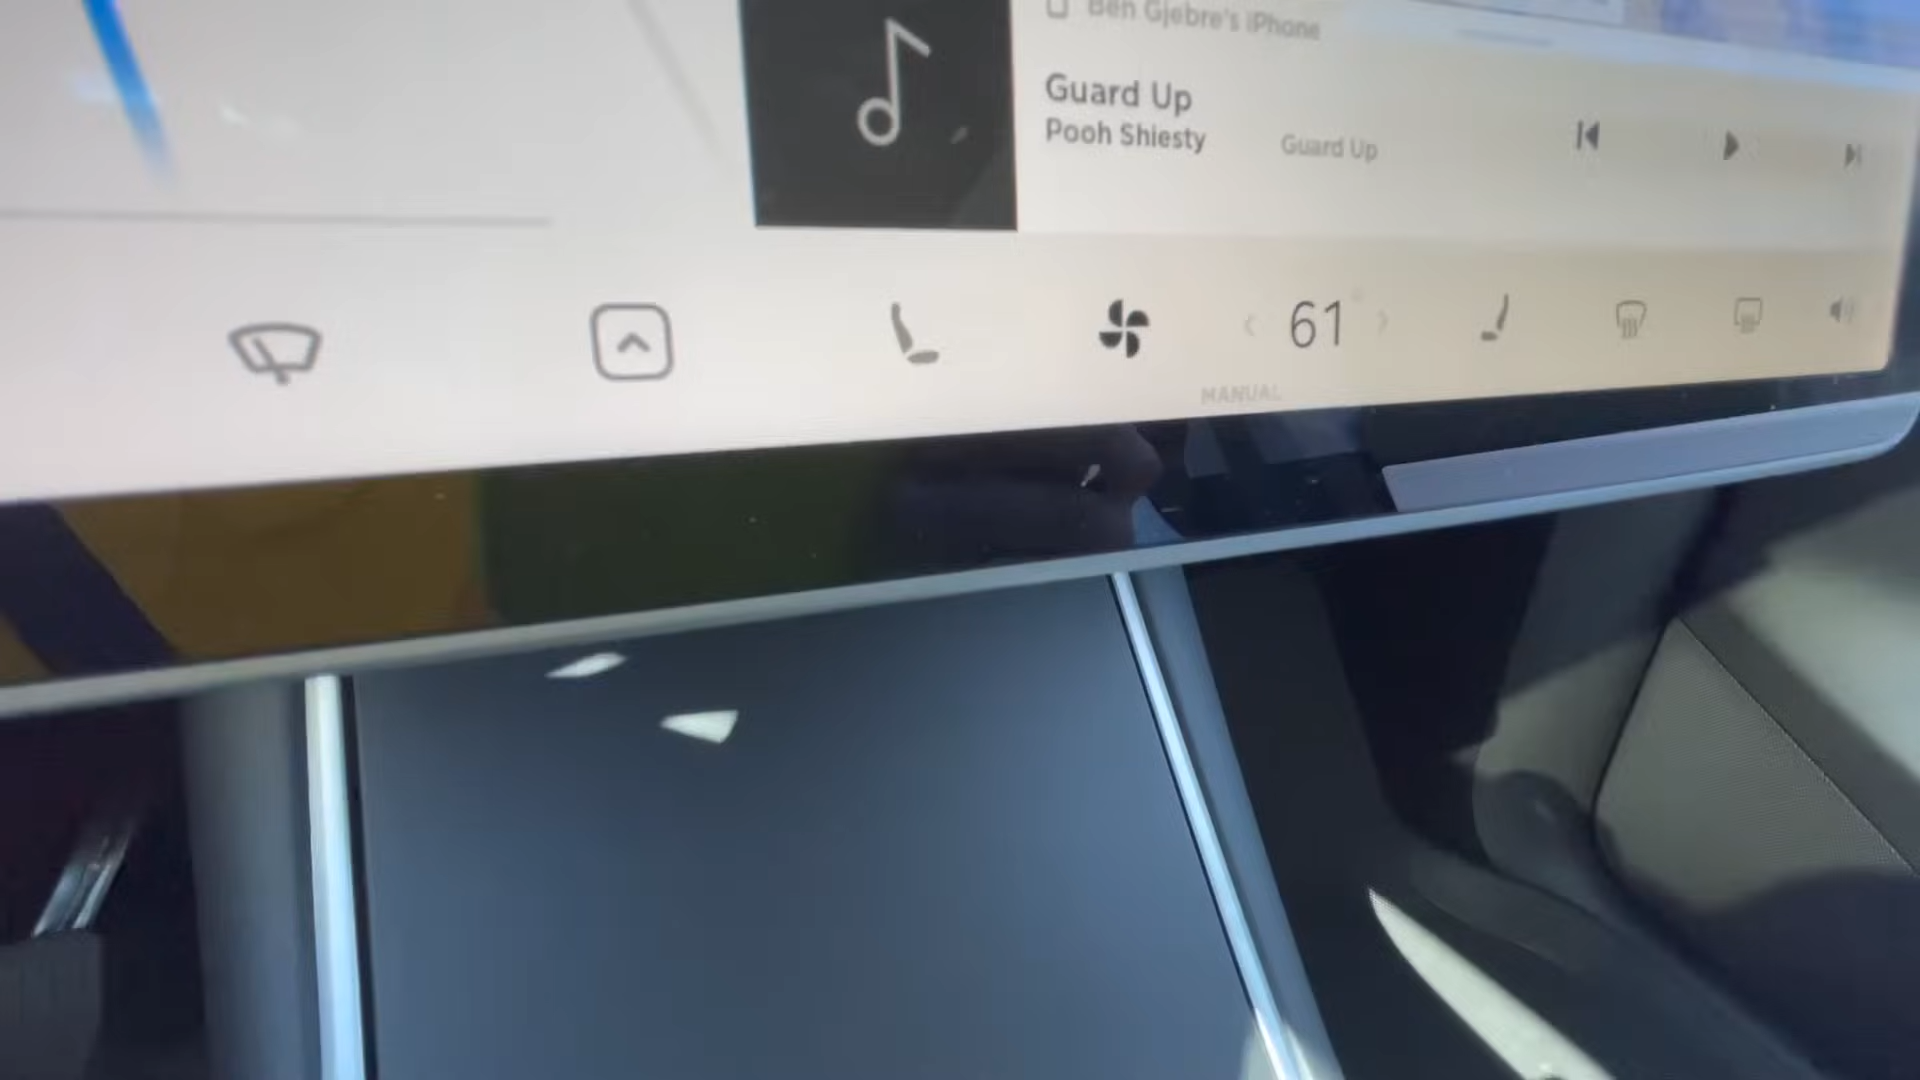 Ben Gjebre's iPhone
Guard Up
Pooh Shiesty
Guard Up
61
MANUAL